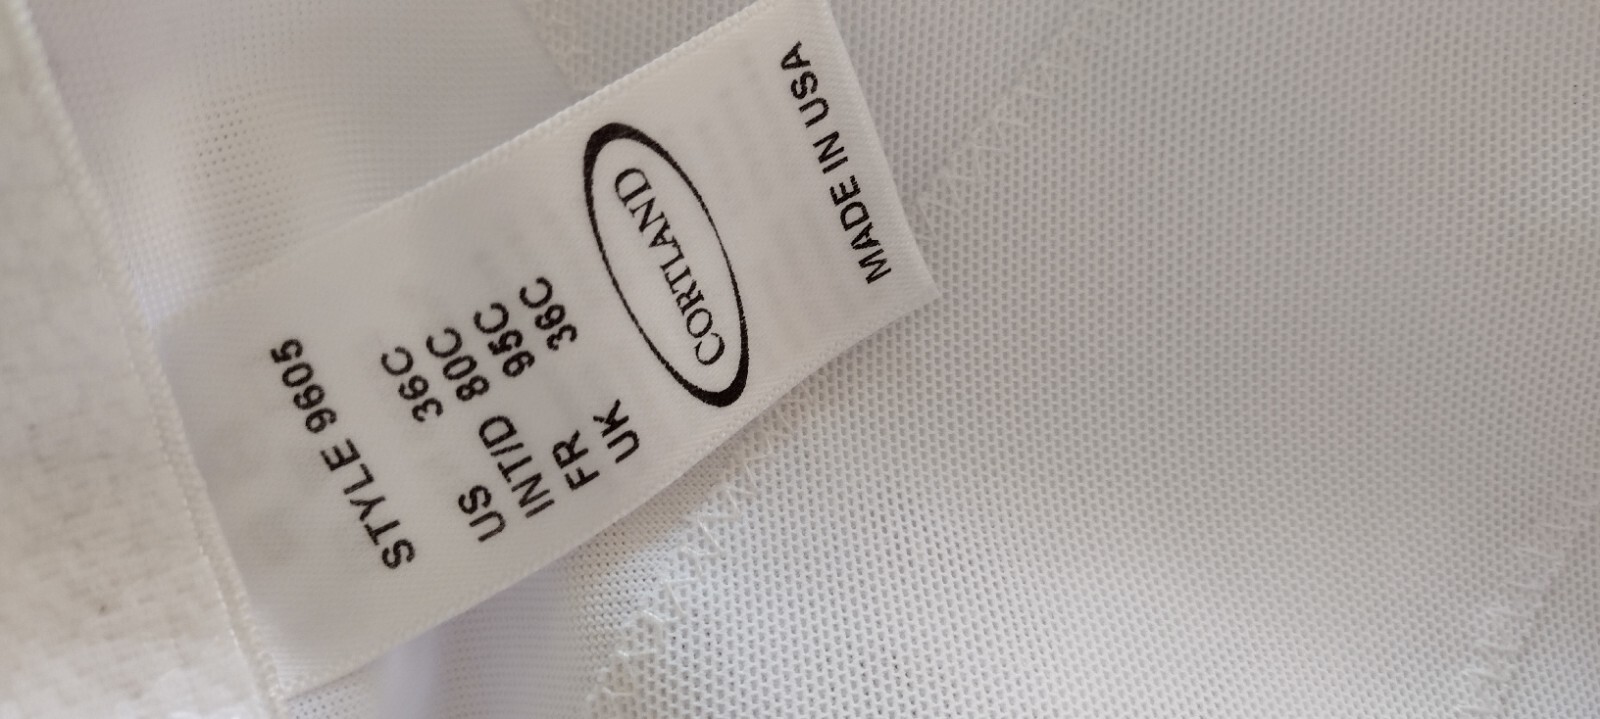 STYLE 9605
US 36C
INT/D 80C
FR 95C
UK 36C
CORTLAND
MADE IN USA